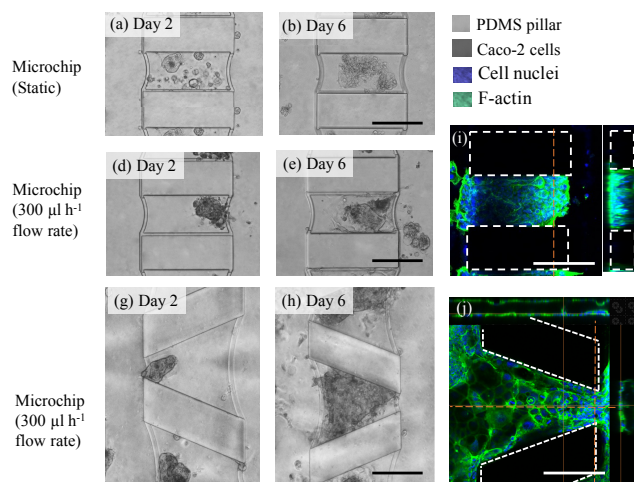 (a) Day 2
(b) Day 6
PDMS pillar
Caco-2 cells
Cell nuclei
F-actin
Microchip
(Static)
(d) Day 2
(e) Day 6
(i)
Microchip
(300 µl h⁻¹
flow rate)
(g) Day 2
(h) Day 6
(j)
Microchip
(300 µl h⁻¹
flow rate)